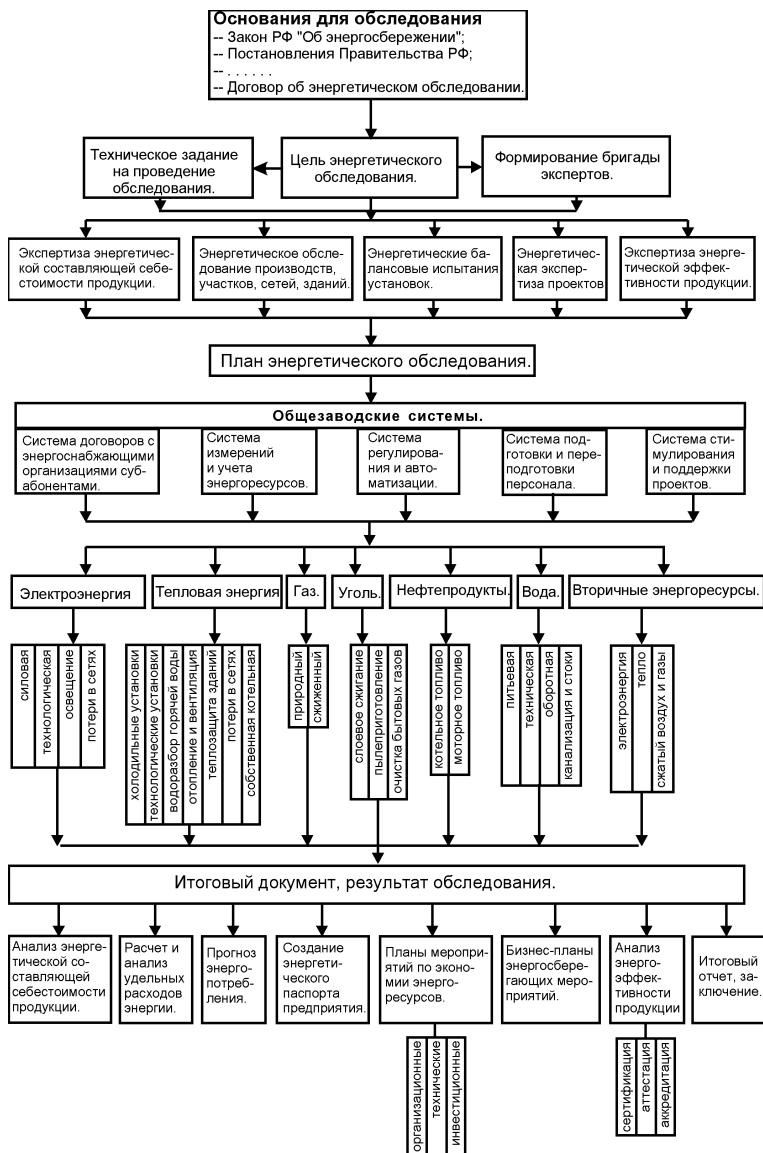 Основания для обследования
-- Закон РФ "Об энергосбережении";
-- Постановления Правительства РФ;
-- . . . . . .
-- Договор об энергетическом обследовании.
Техническое задание
на проведение
обследования.
Цель энергетического
обследования.
Формирование бригады
экспертов.
Экспертиза энергетичес-
кой составляющей себе-
стоимости продукции.
Энергетическое обсле-
дование производств,
участков, сетей, зданий.
Энергетические ба-
лансовые испытания
установок.
Энергетичес-
кая экспер-
тиза проектов
Экспертиза энерге-
тической эффек-
тивности продукции.
План энергетического обследования.
Общезаводские системы.
Система договоров с
энергоснабжающими
организациями суб-
абонентами.
Система
измерений
и учета
энергоресурсов.
Система
регулирования
и авто-
матизации.
Система под-
готовки и пере-
подготовки
персонала.
Система сти-
мулирования
и поддержки
проектов.
Электроэнергия
Тепловая энергия
Газ.
Уголь.
Нефтепродукты.
Вода.
Вторичные энергоресурсы.
силовая
технологическая
освещение
потери в сетях
холодильные установки
технологические установки
водоразбор горячей воды
отопление и вентиляция
теплозащита зданий
потери в сетях
собственная котельная
природный
сжиженный
слоевое сжигание
пылеприготовление
очистка бытовых газов
котельное топливо
моторное топливо
питьевая
техническая
оборотная
канализация и стоки
электроэнергия
тепло
сжатый воздух и газы
Итоговый документ, результат обследования.
Анализ энерге-
тической со-
ставляющей
себестоимости
продукции.
Расчет и
анализ
удельных
расходов
энергии.
Прогноз
энерго-
потреб-
ления.
Создание
энергети-
ческого
паспорта
предприятия.
Планы меропри-
ятий по эконо-
мии энерго-
ресурсов.
Бизнес-планы
энергосбере-
гающих меро-
приятий.
Анализ
энерго-
эффек-
тивности
продукции
Итоговый
отчет, за-
ключение.
организационные
технические
инвестиционные
сертификация
аттестация
аккредитация